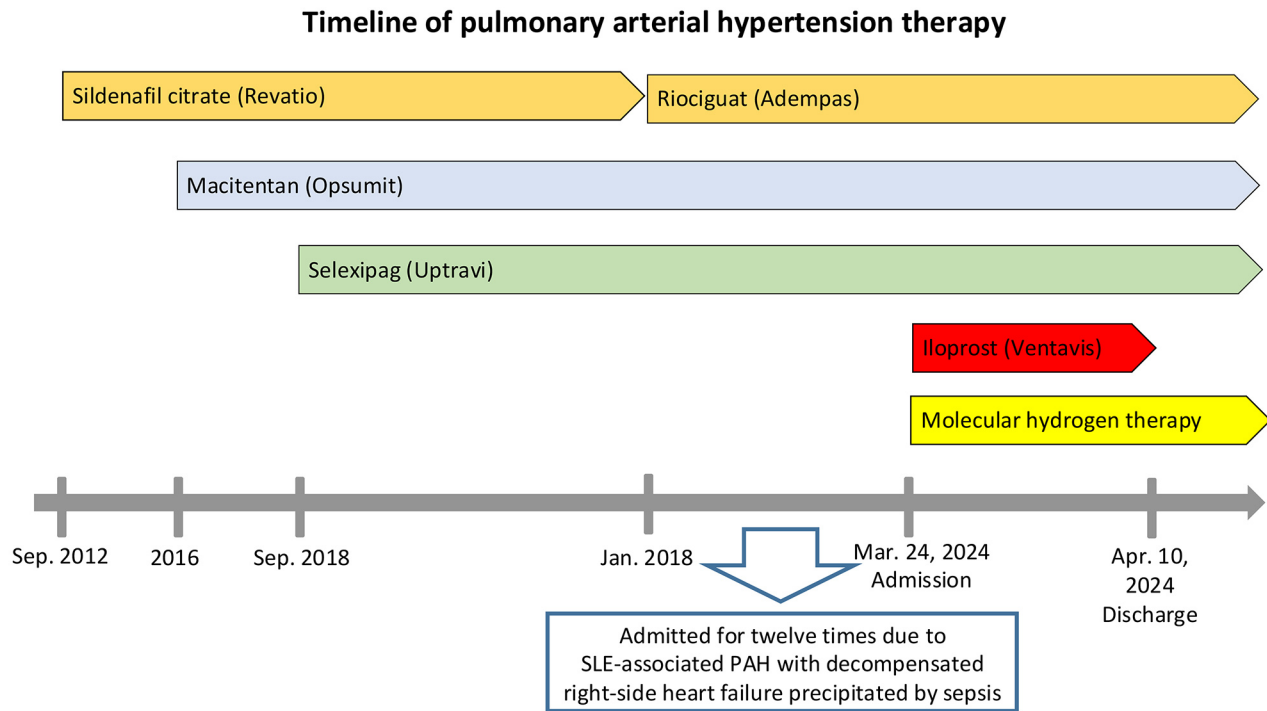 Timeline of pulmonary arterial hypertension therapy
Sildenafil citrate (Revatio)
Riociguat (Adempas)
Macitentan (Opsumit)
Selexipag (Uptravi)
Iloprost (Ventavis)
Molecular hydrogen therapy
Sep. 2012
2016
Sep. 2018
Jan. 2018
Mar. 24, 2024
Admission
Apr. 10,
2024
Discharge
Admitted for twelve times due to
SLE-associated PAH with decompensated
right-side heart failure precipitated by sepsis